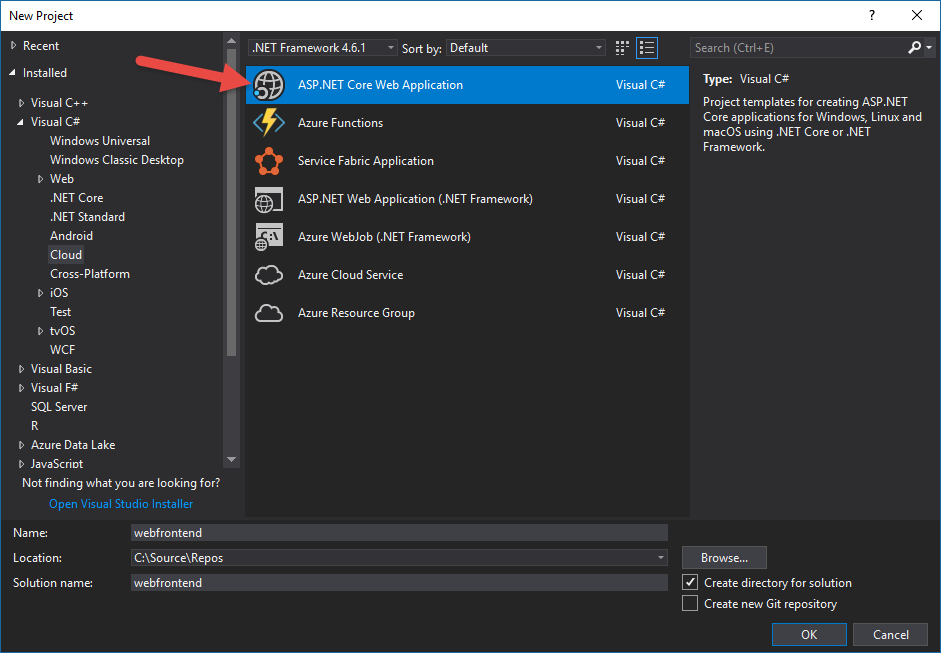 New Project
?
Recent
Installed
Visual C++
Visual C#
Windows Universal
Windows Classic Desktop
Web
.NET Core
.NET Standard
Android
Cloud
Cross-Platform
iOS
Test
tvOS
WCF
Visual Basic
Visual F#
SQL Server
R
Azure Data Lake
JavaScript
Not finding what you are looking for?
Open Visual Studio Installer
.NET Framework 4.6.1
Sort by: Default
ASP.NET Core Web Application Visual C#
Azure Functions Visual C#
Service Fabric Application Visual C#
ASP.NET Web Application (.NET Framework) Visual C#
Azure WebJob (.NET Framework) Visual C#
Azure Cloud Service Visual C#
Azure Resource Group Visual C#
Search (Ctrl+E)
Type: Visual C#
Project templates for creating ASP.NET
Core applications for Windows, Linux and
macOS using .NET Core or .NET
Framework.
Name: webfrontend
Location: C:\Source\Repos
Browse...
Solution name: webfrontend
Create directory for solution
Create new Git repository
OK
Cancel